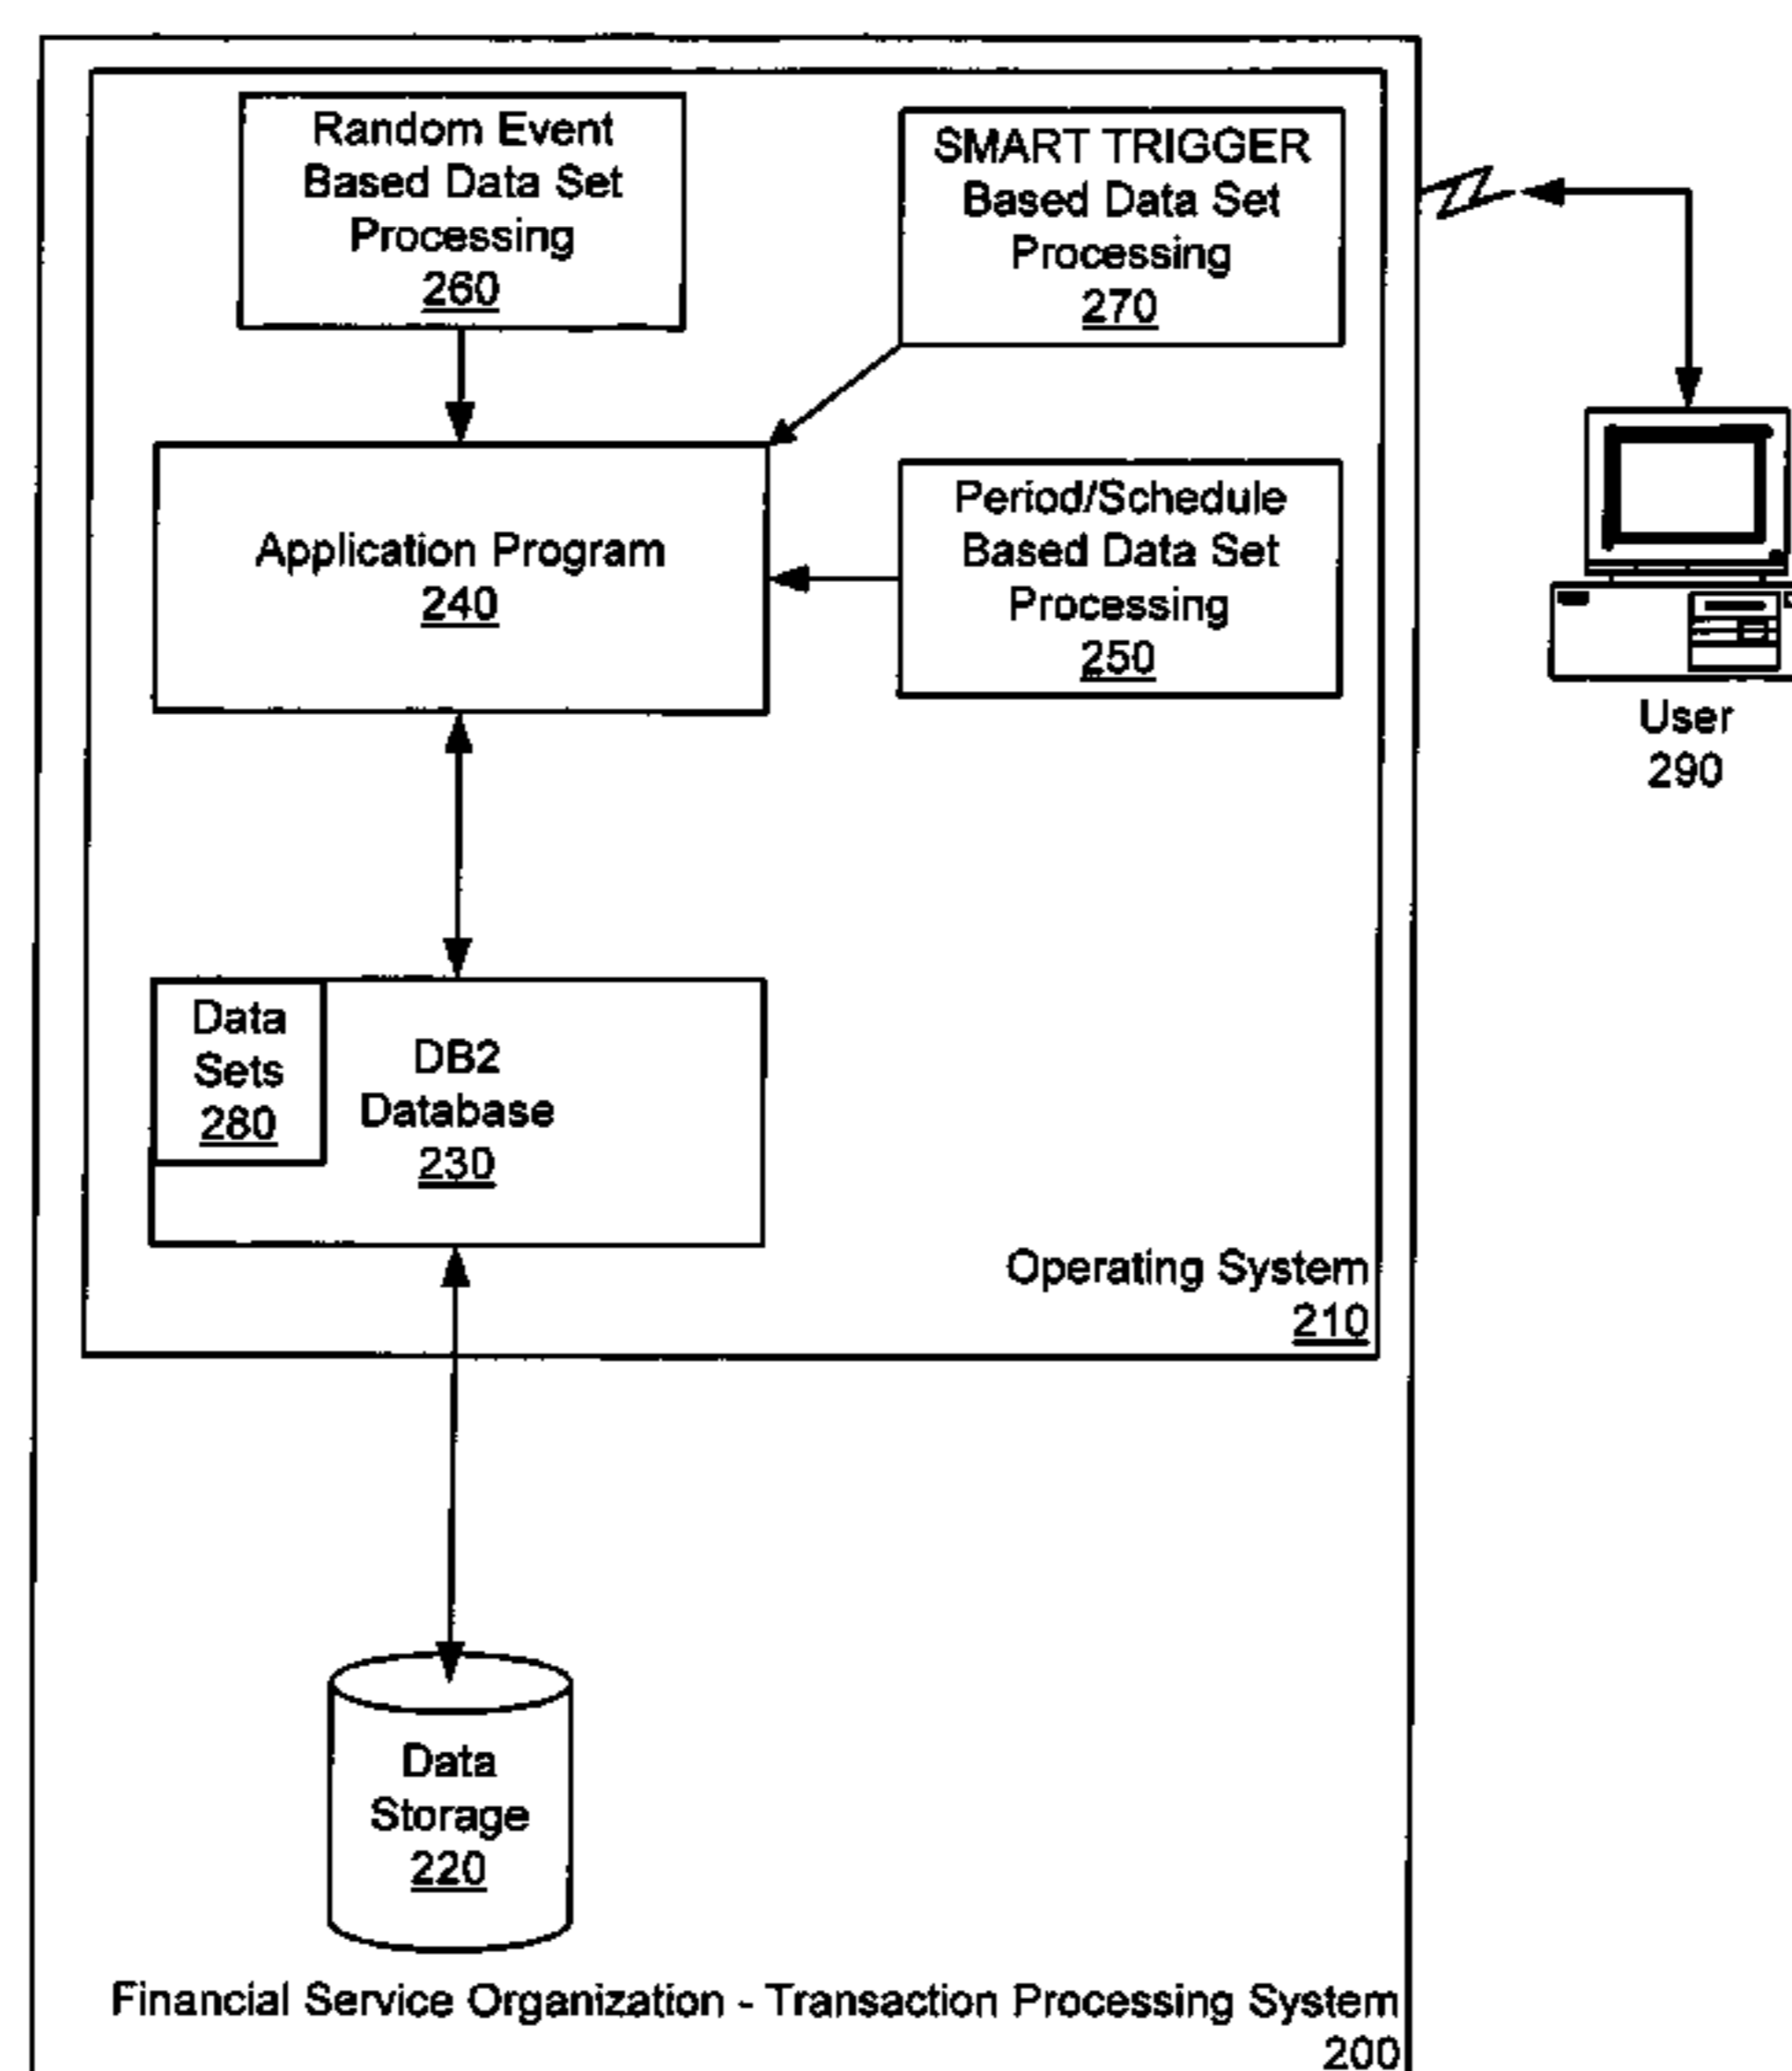 Random Event
Based Data Set
Processing
260
SMART TRIGGER
Based Data Set
Processing
270
Application Program
240
Period/Schedule
Based Data Set
Processing
250
User
290
Data
Sets
280
DB2
Database
230
Operating System
210
Data
Storage
220
Financial Service Organization - Transaction Processing System
200